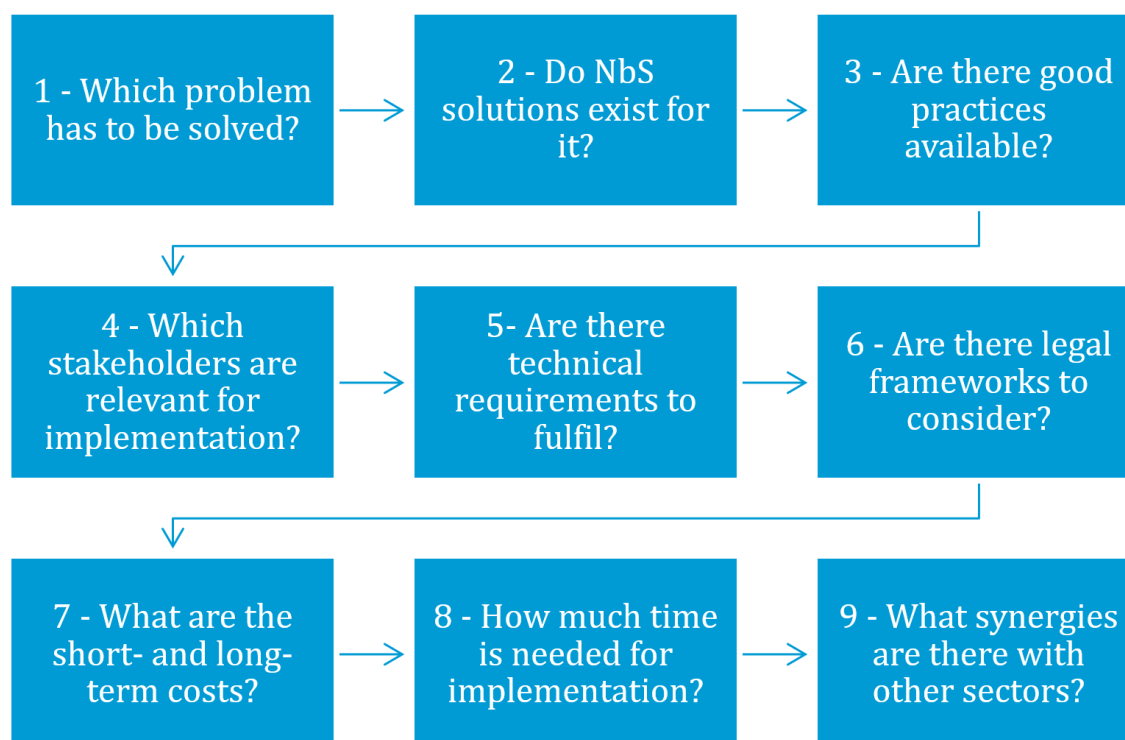 1 - Which problem
has to be solved?
2 - Do NbS
solutions exist for
it?
3 - Are there good
practices
available?
4 - Which
stakeholders are
relevant for
implementation?
5- Are there
technical
requirements to
fulfil?
6 - Are there legal
frameworks to
consider?
7 - What are the
short- and long-
term costs?
8 - How much time
is needed for
implementation?
9 - What synergies
are there with
other sectors?